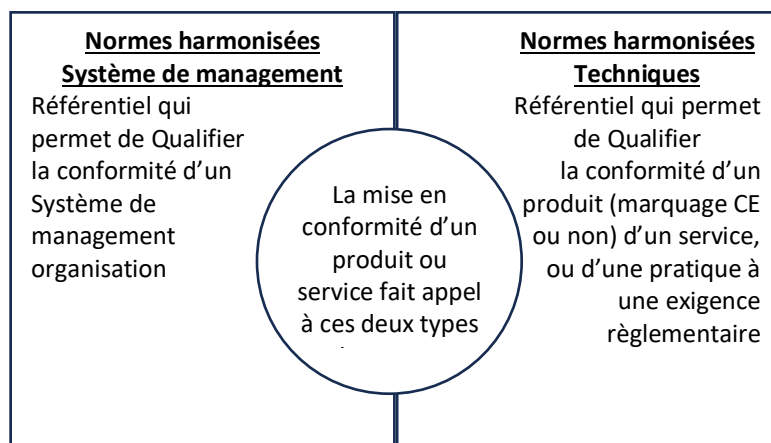 Normes harmonisées
Système de management
Référentiel qui
permet de Qualifier
la conformité d’un
Système de
management
organisation
La mise en
conformité d’un
produit ou
service fait appel
à ces deux types
Normes harmonisées
Techniques
Référentiel qui permet
de Qualifier
la conformité d’un
produit (marquage CE
ou non) d’un service,
ou d’une pratique à
une exigence
règlementaire